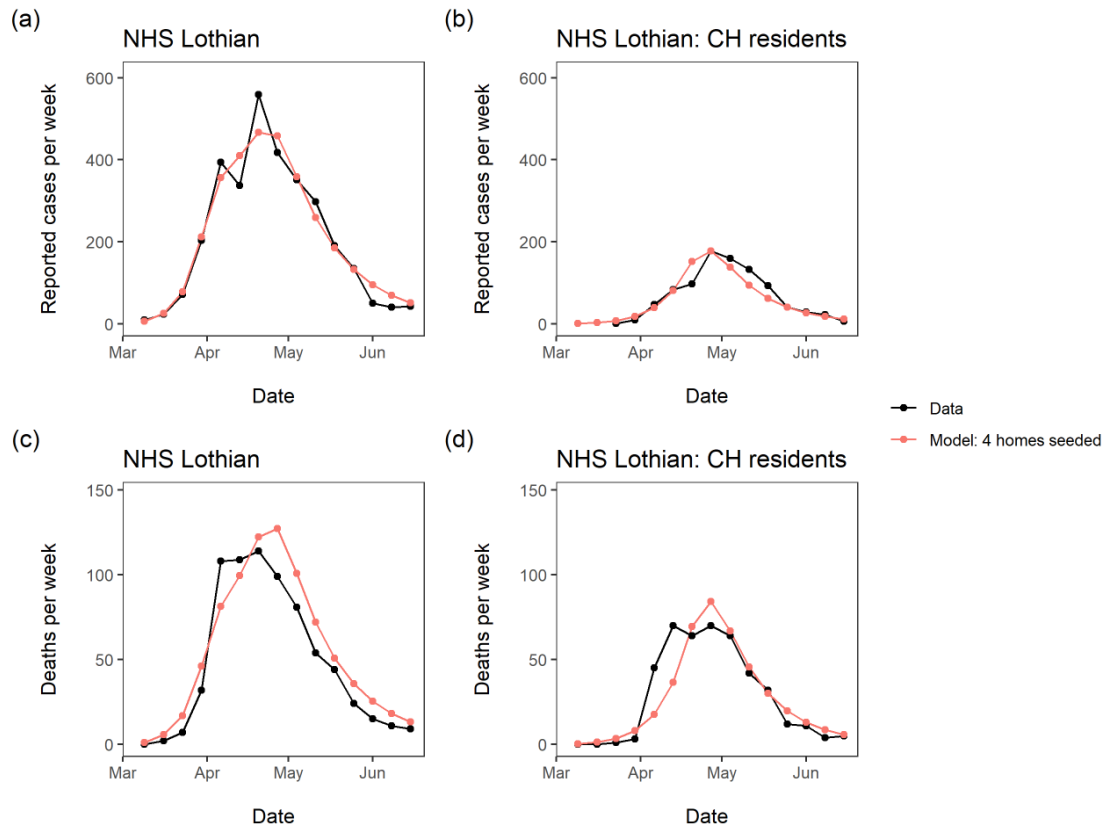 (a)
NHS Lothian
Reported cases per week
600
400
200
0
Mar
Apr
May
Jun
Date
(b)
NHS Lothian: CH residents
Reported cases per week
600
400
200
0
Mar
Apr
May
Jun
Date
(c)
NHS Lothian
Deaths per week
150
100
50
0
Mar
Apr
May
Jun
Date
(d)
NHS Lothian: CH residents
Deaths per week
150
100
50
0
Mar
Apr
May
Jun
Date
Data
Model: 4 homes seeded